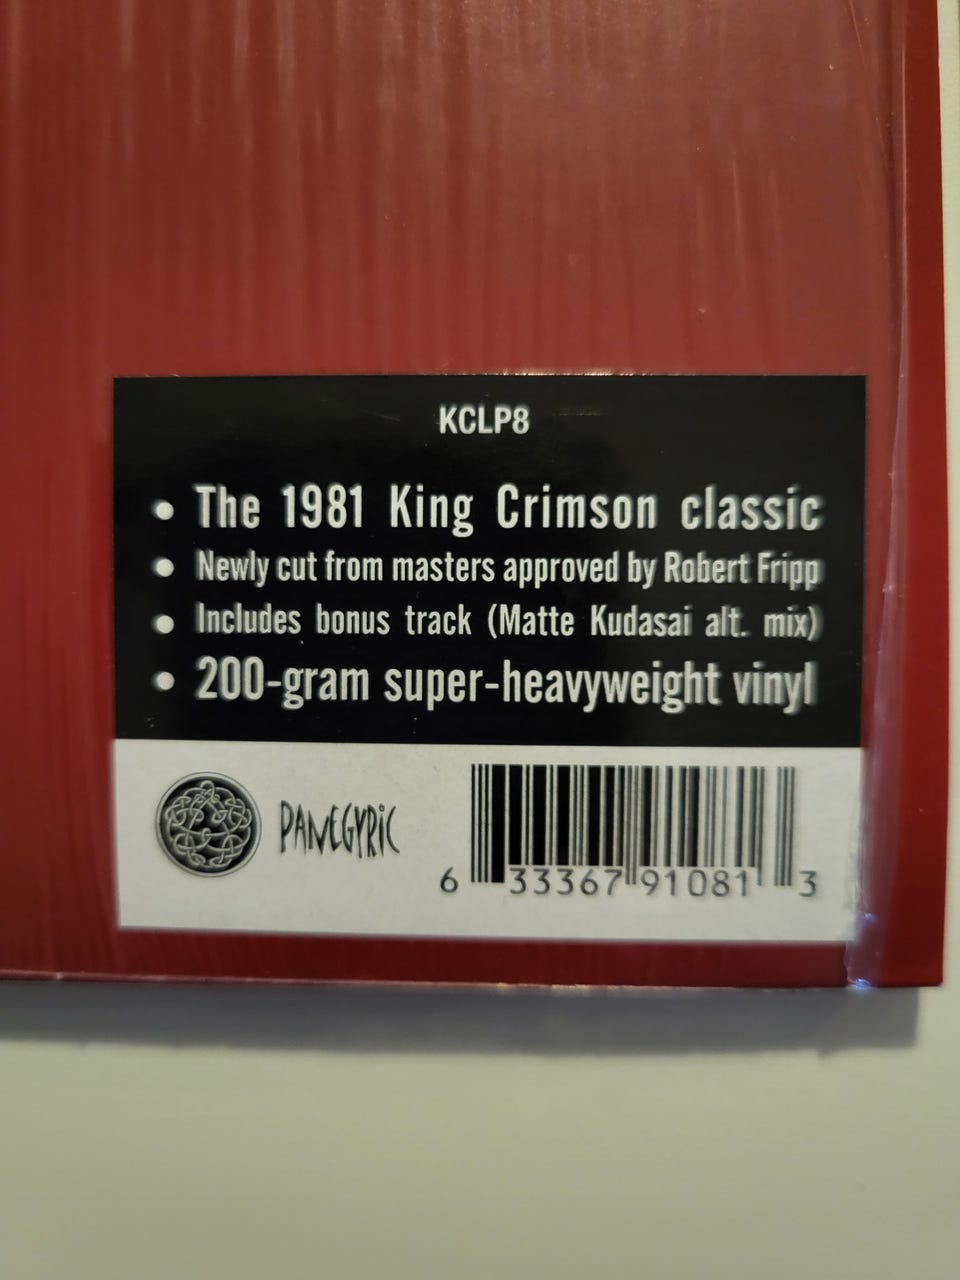 KCLP8
• The 1981 King Crimson classic
• Newly cut from masters approved by Robert Fripp
• Includes bonus track (Matte Kudasai alt. mix)
• 200-gram super-heavyweight vinyl
PANEGYRIC
6 33367 91081 3